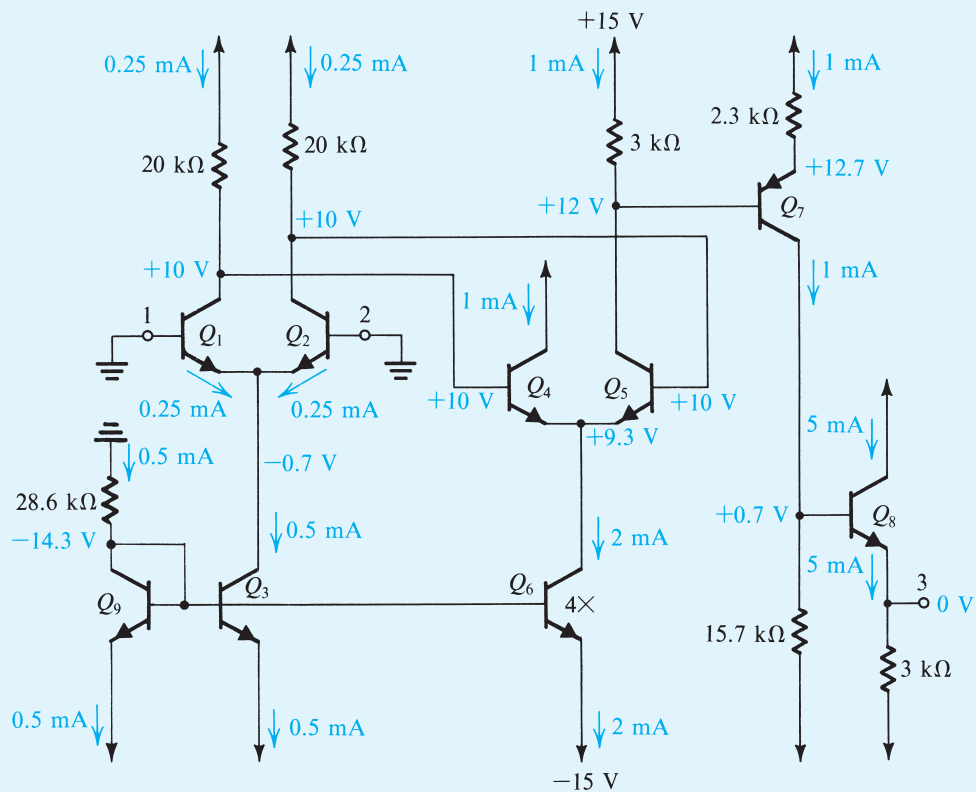 +15 V
0.25 mA
0.25 mA
1 mA
1 mA
20 kΩ
20 kΩ
3 kΩ
2.3 kΩ
+12.7 V
+12 V
Q7
+10 V
+10 V
1 mA
1 mA
1
Q1
Q2
2
Q4
Q5
+10 V
+10 V
0.25 mA
0.25 mA
+9.3 V
5 mA
0.5 mA
−0.7 V
28.6 kΩ
−14.3 V
0.5 mA
2 mA
+0.7 V
Q8
5 mA
Q9
Q3
Q6
4×
3
0 V
15.7 kΩ
3 kΩ
0.5 mA
0.5 mA
2 mA
−15 V